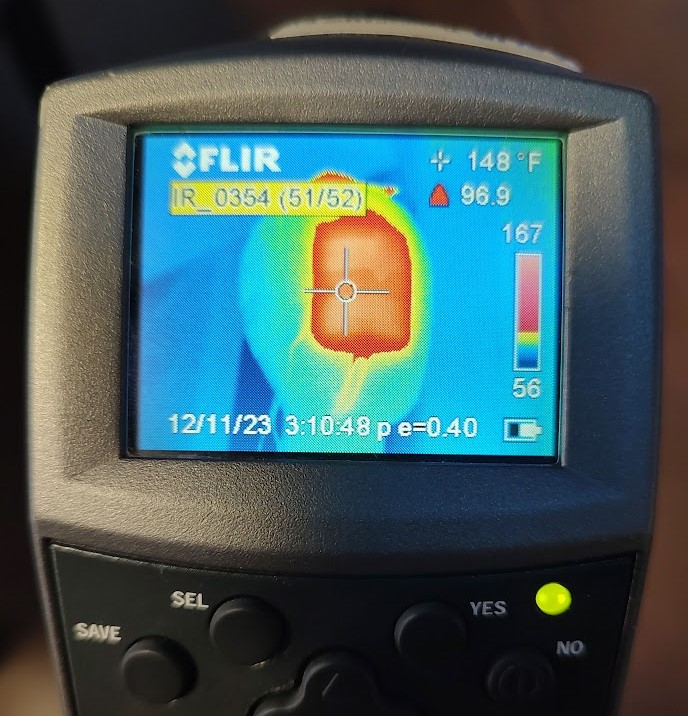 FLIR
148°F
IR_0354 (51/52)
96.9
167
56
12/11/23 3:10:48 p e=0.40
SEL
YES
SAVE
NO